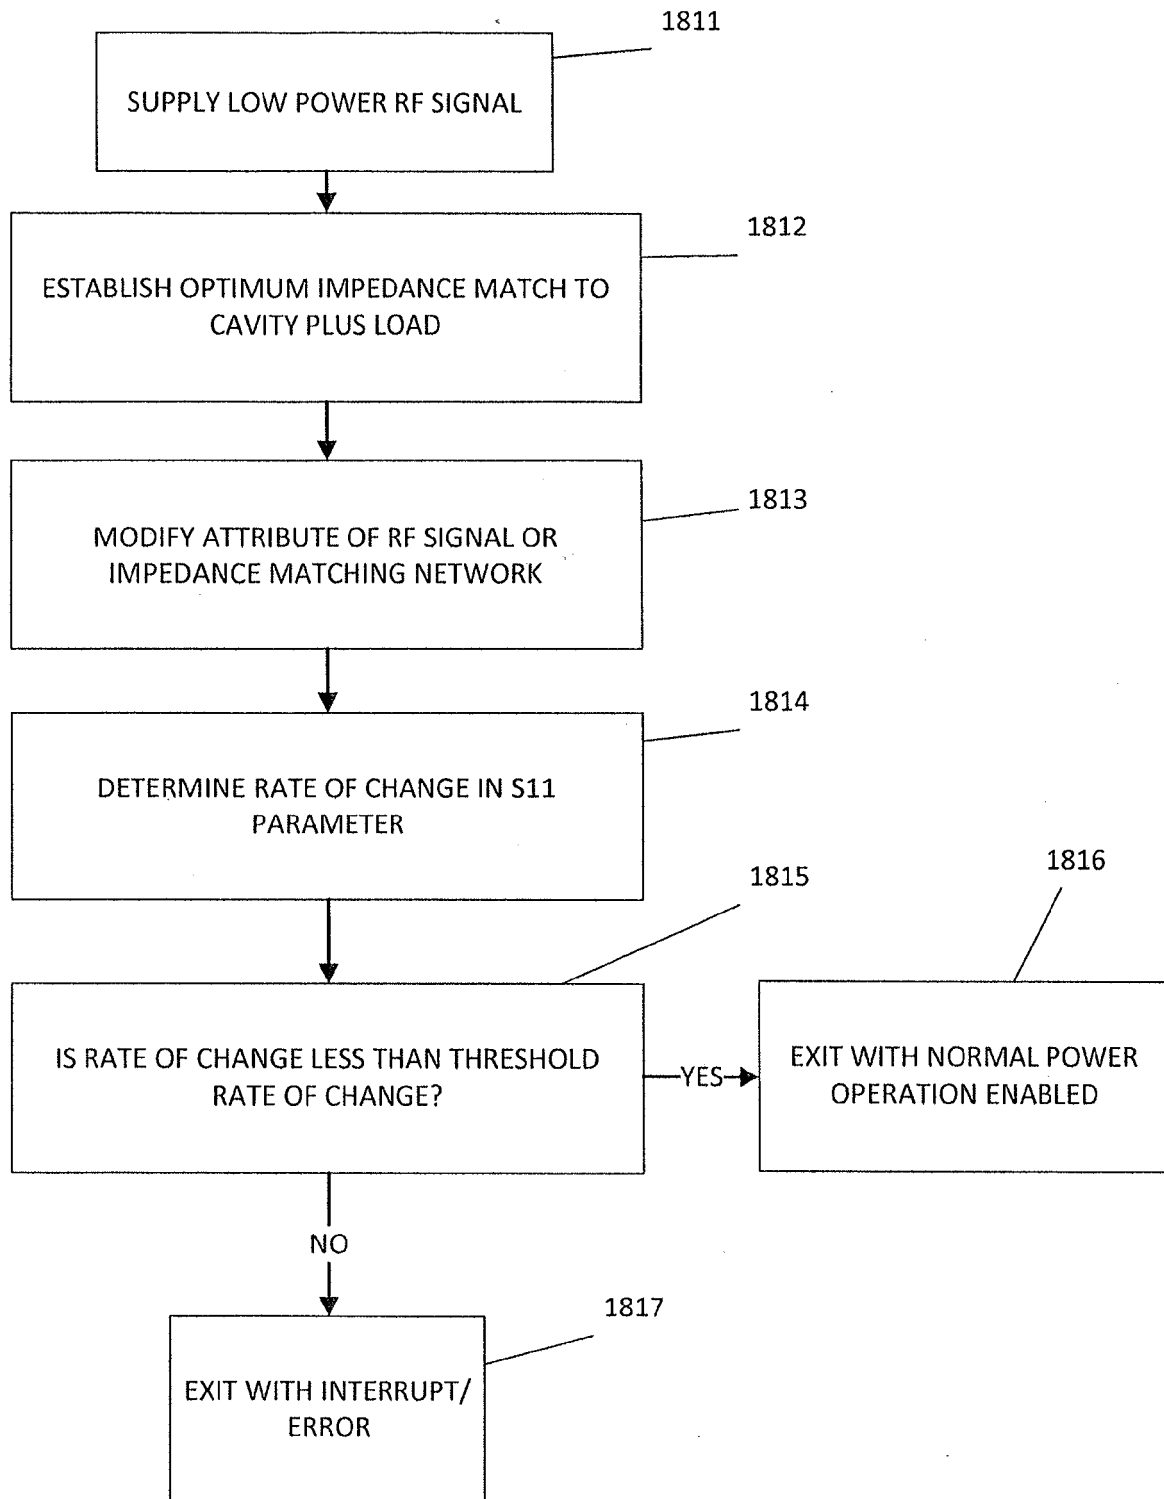 1811
SUPPLY LOW POWER RF SIGNAL
1812
ESTABLISH OPTIMUM IMPEDANCE MATCH TO
CAVITY PLUS LOAD
1813
MODIFY ATTRIBUTE OF RF SIGNAL OR
IMPEDANCE MATCHING NETWORK
1814
DETERMINE RATE OF CHANGE IN S11
PARAMETER
1815
1816
IS RATE OF CHANGE LESS THAN THRESHOLD
RATE OF CHANGE?
YES
EXIT WITH NORMAL POWER
OPERATION ENABLED
NO
1817
EXIT WITH INTERRUPT/
ERROR